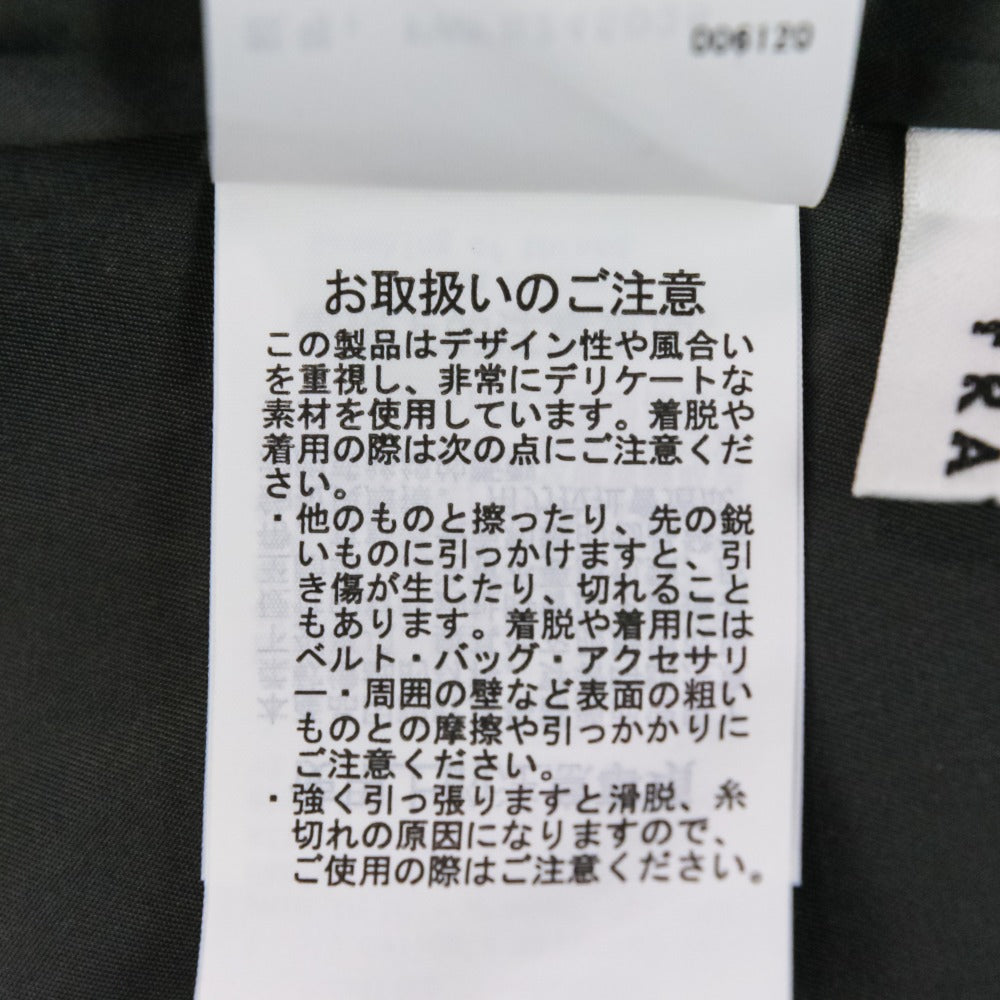 006120
お取扱いのご注意
この製品はデザイン性や風合い
を重視し、非常にデリケートな
素材を使用しています。着脱や
着用の際は次の点にご注意くだ
さい。
・他のものと擦ったり、先の鋭
いものに引っかけますと、引
き傷が生じたり、切れること
もあります。着脱や着用には
ベルト・バッグ・アクセサリ
ー・周囲の壁など表面の粗い
ものとの摩擦や引っかかりに
ご注意ください。
・強く引っ張りますと滑脱、糸
切れの原因になりますので、
ご使用の際はご注意ください。
FRA